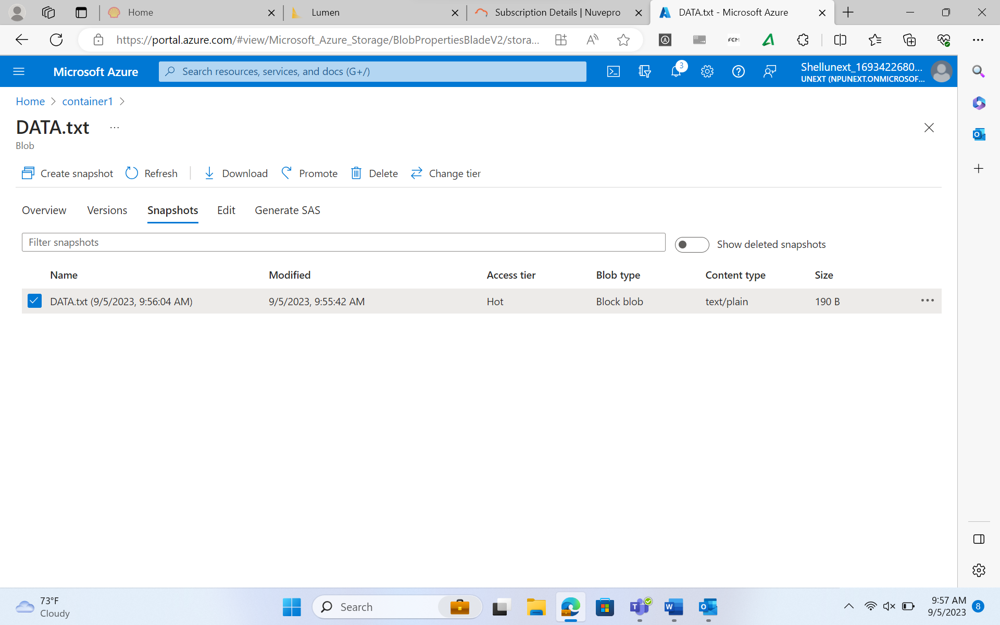 Home
Lumen
Subscription Details | Nuvepro
DATA.txt - Microsoft Azure
https://portal.azure.com/#view/Microsoft_Azure_Storage/BlobPropertiesBladeV2/stora...
FCM
Microsoft Azure
Search resources, services, and docs (G+/)
3
Shellunext_1693422680...
UNEXT (NPUNEXT.ONMICROSOF...
Home > container1 >
DATA.txt ...
Blob
Create snapshot
Refresh
Download
Promote
Delete
Change tier
Overview
Versions
Snapshots
Edit
Generate SAS
Filter snapshots
Show deleted snapshots
Name Modified Access tier Blob type Content type Size
DATA.txt (9/5/2023, 9:56:04 AM) 9/5/2023, 9:55:42 AM Hot Block blob text/plain 190 B
73°F
Cloudy
Search
9:57 AM
9/5/2023
8